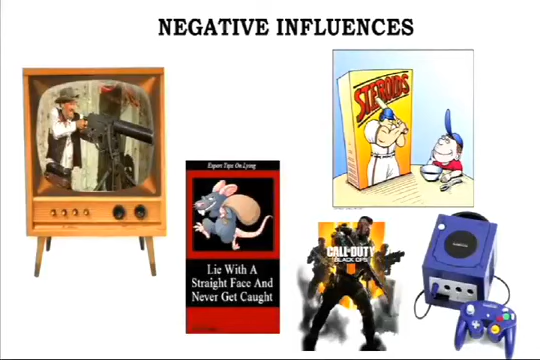 NEGATIVE INFLUENCES
STEROIDS
Expert Tips On Lying
Lie With A
Straight Face And
Never Get Caught
CALL OF DUTY
BLACK OPS